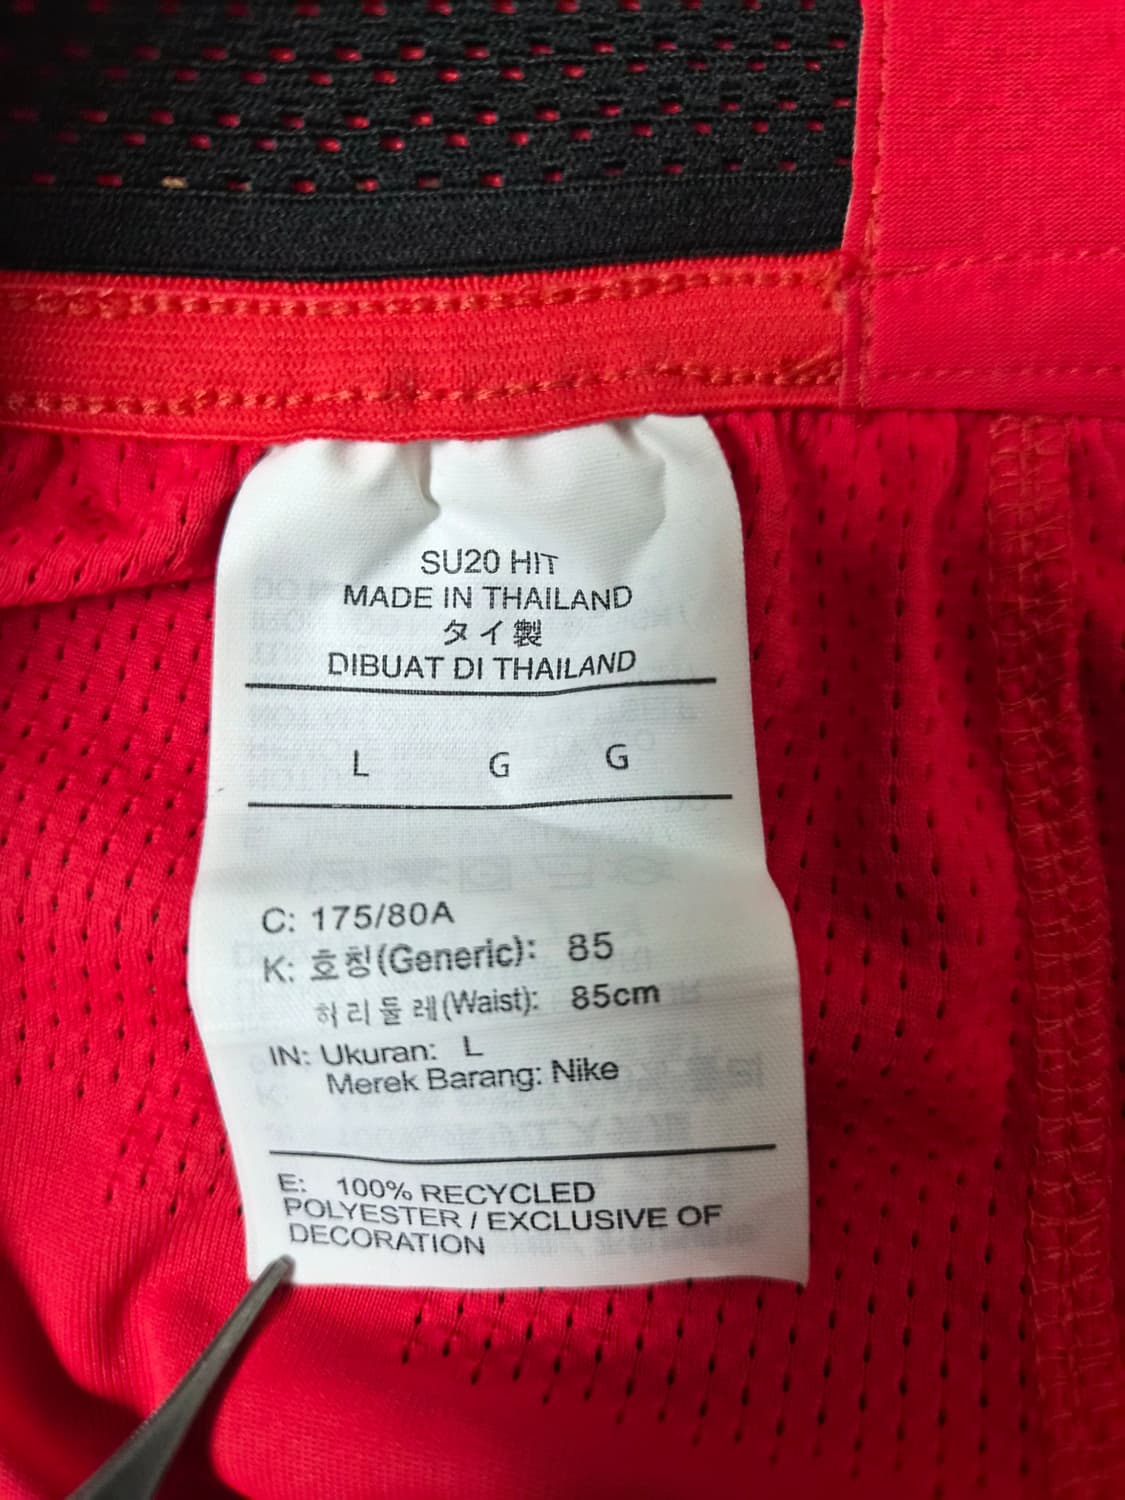 SU20 HIT
MADE IN THAILAND
タイ製
DIBUAT DI THAILAND
L G G
C: 175/80A
K: 호칭(Generic): 85
허리둘레(Waist): 85cm
IN: Ukuran: L
Merek Barang: Nike
E: 100% RECYCLED
POLYESTER / EXCLUSIVE OF
DECORATION